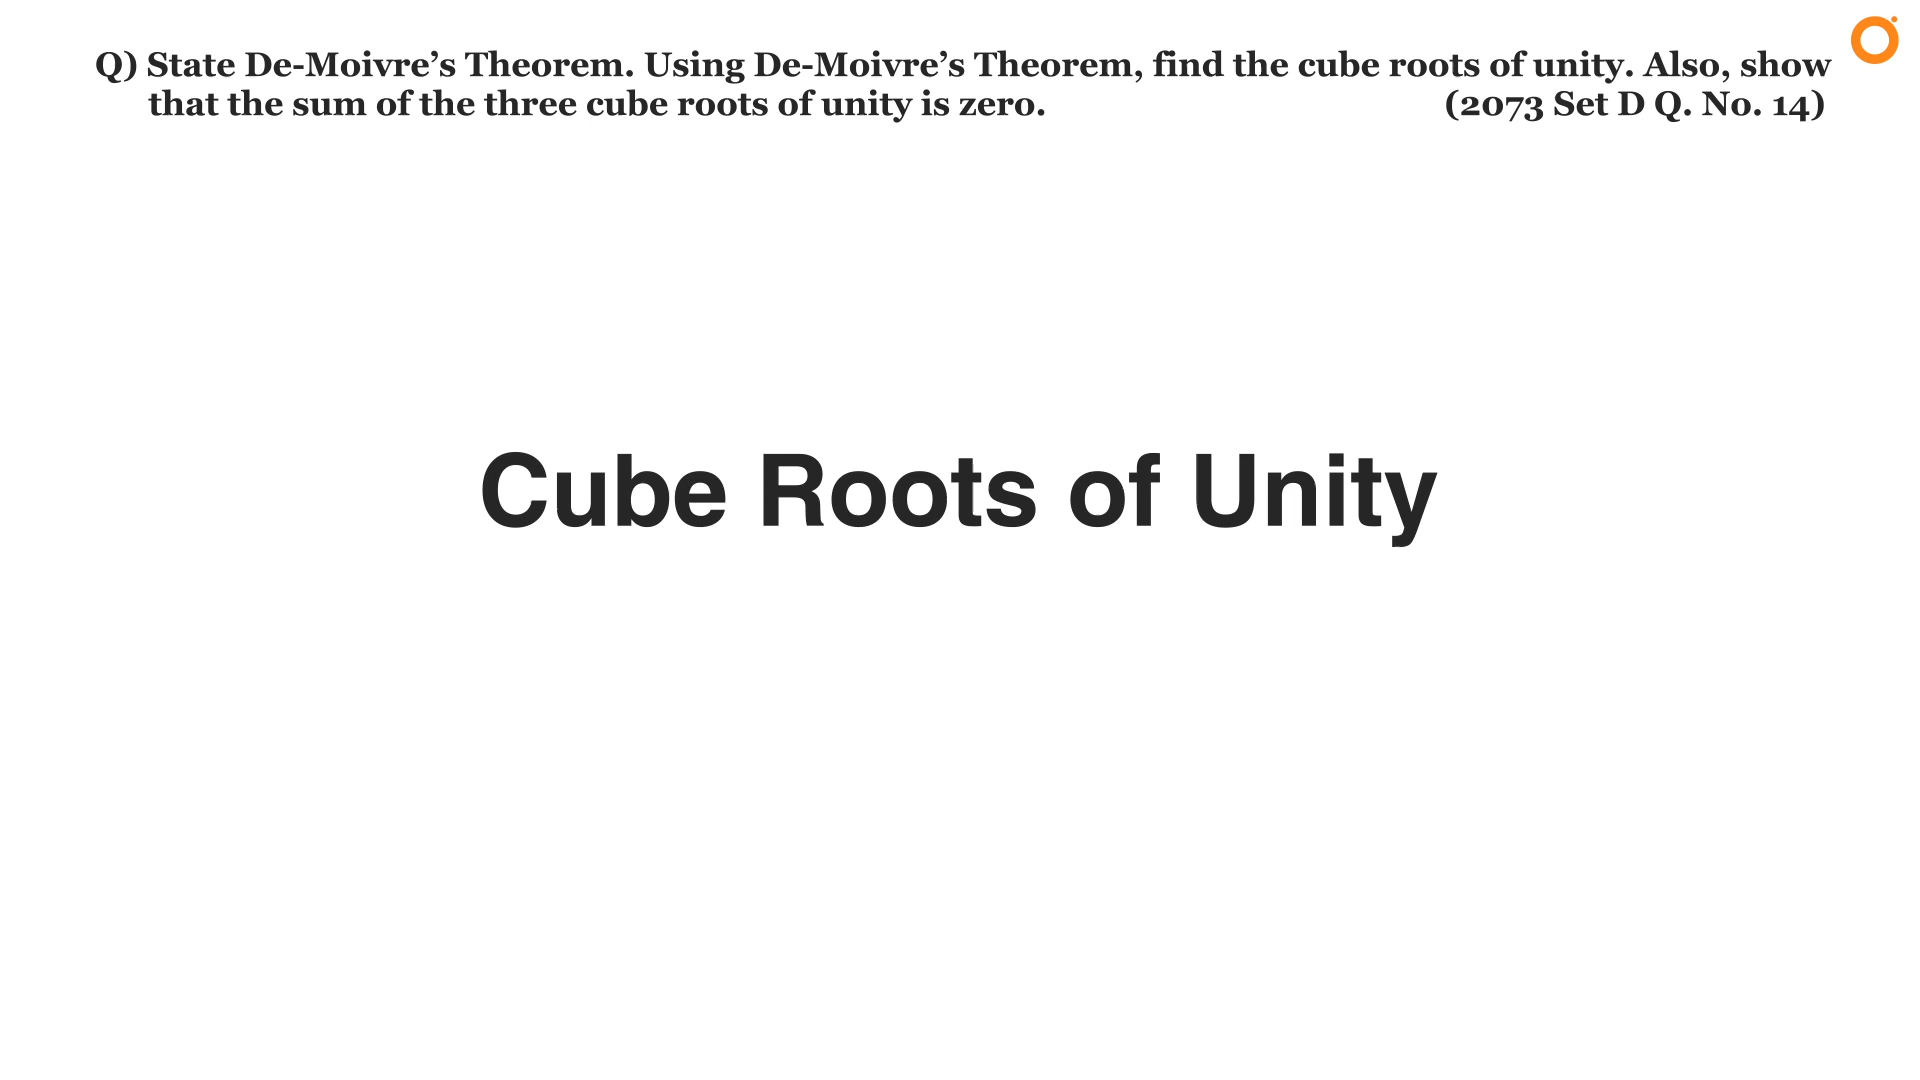 Q) State De-Moivre’s Theorem. Using De-Moivre’s Theorem, find the cube roots of unity. Also, show
that the sum of the three cube roots of unity is zero. (2073 Set D Q. No. 14)
Cube Roots of Unity